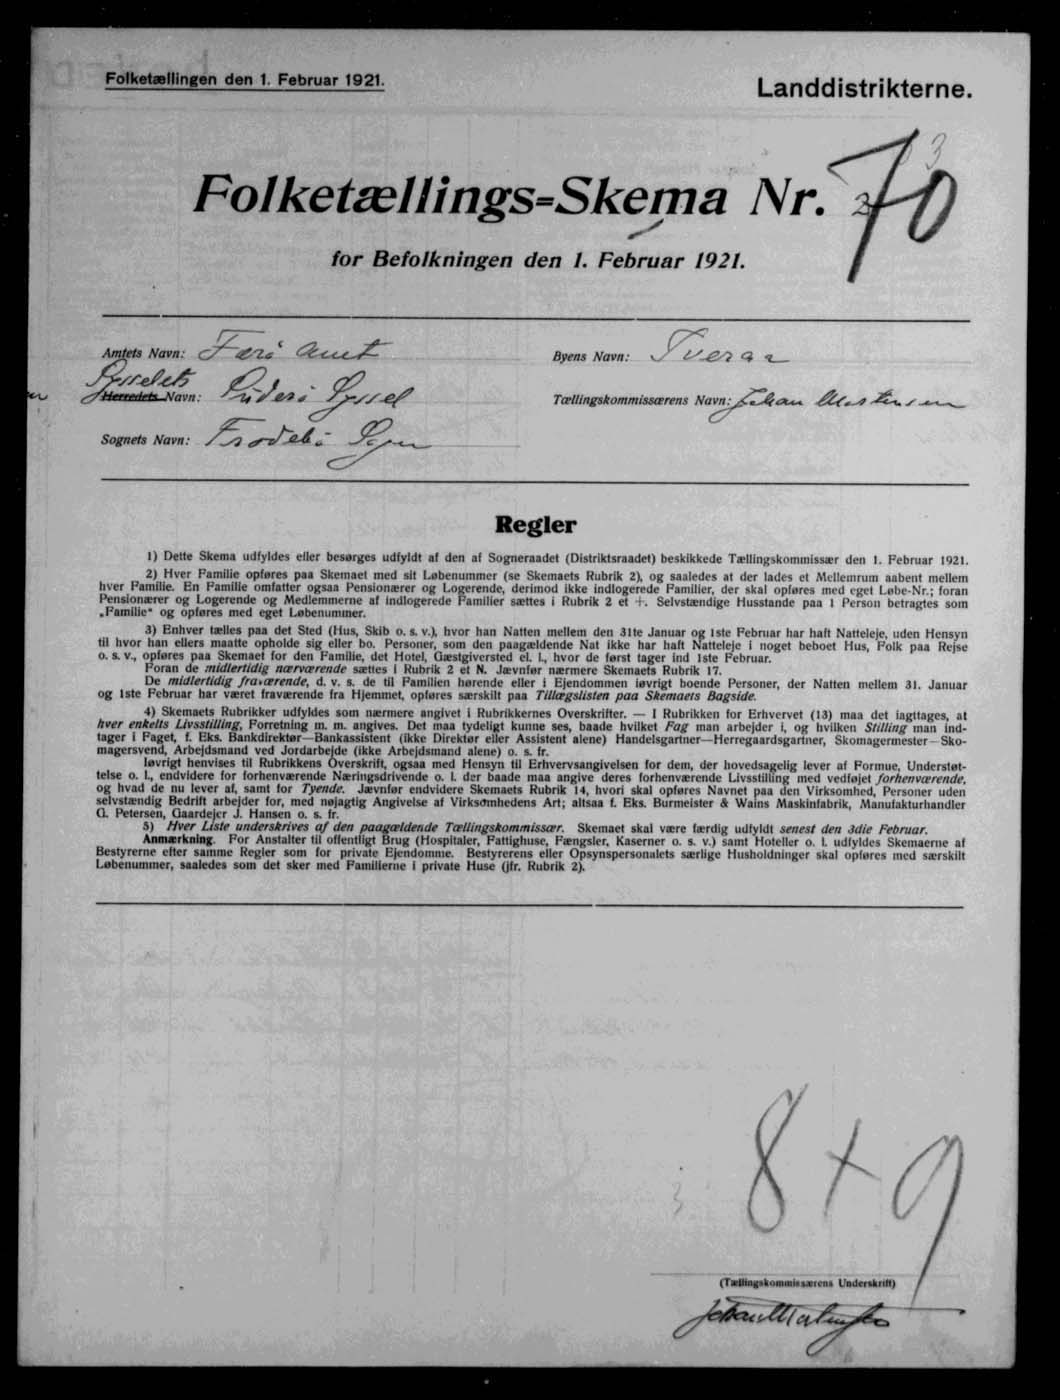 Folketællingen den 1. Februar 1921.
Landdistrikterne.
3
Folketællings=Skema Nr. 2 70
for Befolkningen den 1. Februar 1921.
Amtets Navn: Færö Amt
Byens Navn: Tveraa
Sysselets
Herredets Navn: Suderö Syssel
Tællingskommissærens Navn: Johan Mortensen
Sognets Navn: Frodebö Sogn
Regler
1) Dette Skema udfyldes eller besørges udfyldt af den af Sogneraadet (Distriktsraadet) beskikkede Tællingskommissær den 1. Februar 1921.
2) Hver Familie opføres paa Skemaet med sit Løbenummer (se Skemaets Rubrik 2), og saaledes at der lades et Mellemrum aabent mellem
hver Familie. En Familie omfatter ogsaa Pensionærer og Logerende, derimod ikke indlogerede Familier, der skal opføres med eget Løbe-Nr.; foran
Pensionærer og Logerende og Medlemmerne af indlogerede Familier sættes i Rubrik 2 et +. Selvstændige Husstande paa 1 Person betragtes som
„Familie“ og opføres med eget Løbenummer.
3) Enhver tælles paa det Sted (Hus, Skib o. s. v.), hvor han Natten mellem den 31te Januar og 1ste Februar har haft Natteleje, uden Hensyn
til hvor han ellers maatte opholde sig eller bo. Personer, som den paagældende Nat ikke har haft Natteleje i noget beboet Hus, Folk paa Rejse
o. s. v., opføres paa Skemaet for den Familie, det Hotel, Gæstgiversted el. l., hvor de først tager ind 1ste Februar.
Foran de midlertidig nærværende sættes i Rubrik 2 et N. Jævnfør nærmere Skemaets Rubrik 17.
De midlertidig fraværende, d. v. s. de til Familien hørende eller i Ejendommen iøvrigt boende Personer, der Natten mellem 31. Januar
og 1ste Februar har været fraværende fra Hjemmet, opføres særskilt paa Tillægslisten paa Skemaets Bagside.
4) Skemaets Rubrikker udfyldes som nærmere angivet i Rubrikkernes Overskrifter. — I Rubrikken for Erhvervet (13) maa det iagttages, at
hver enkelts Livsstilling, Forretning m. m. angives. Det maa tydeligt kunne ses, baade hvilket Fag man arbejder i, og hvilken Stilling man ind-
tager i Faget, f. Eks. Bankdirektør—Bankassistent (ikke Direktør eller Assistent alene) Handelsgartner—Herregaardsgartner, Skomagermester—Sko-
magersvend, Arbejdsmand ved Jordarbejde (ikke Arbejdsmand alene) o. s. fr.
Iøvrigt henvises til Rubrikkens Overskrift, ogsaa med Hensyn til Erhvervsangivelsen for dem, der hovedsagelig lever af Formue, Understøt-
telse o. l., endvidere for forhenværende Næringsdrivende o. l. der baade maa angive deres forhenværende Livsstilling med vedføjet forhenværende,
og hvad de nu lever af, samt for Tyende. Jævnfør endvidere Skemaets Rubrik 14, hvori skal opføres Navnet paa den Virksomhed, Personer uden
selvstændig Bedrift arbejder for, med nøjagtig Angivelse af Virksomhedens Art; altsaa f. Eks. Burmeister & Wains Maskinfabrik, Manufakturhandler
G. Petersen, Gaardejer J. Hansen o. s. fr.
5) Hver Liste underskrives af den paagældende Tællingskommissær. Skemaet skal være færdig udfyldt senest den 3die Februar.
Anmærkning. For Anstalter til offentligt Brug (Hospitaler, Fattighuse, Fængsler, Kaserner o. s. v.) samt Hoteller o. l. udfyldes Skemaerne af
Bestyrerne efter samme Regler som for private Ejendomme. Bestyrerens eller Opsynspersonalets særlige Husholdninger skal opføres med særskilt
Løbenummer, saaledes som det sker med Familierne i private Huse (jfr. Rubrik 2).
8 + 9
3
(Tællingskommissærens Underskrift)
Johan Mortensen